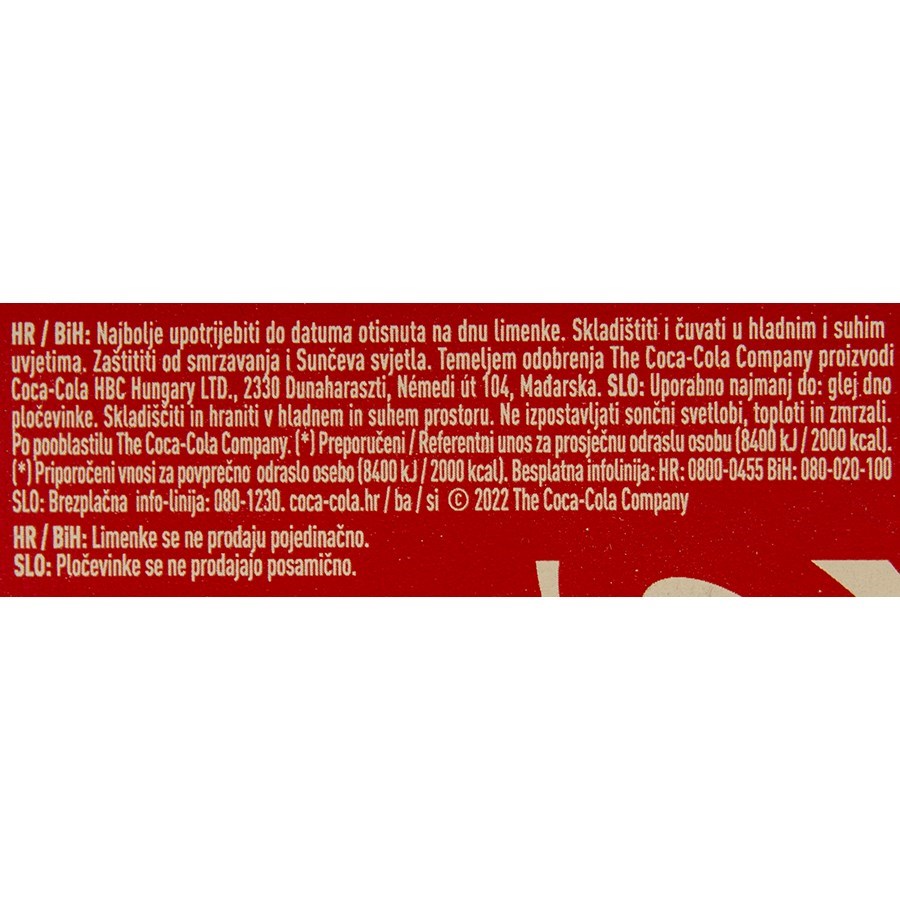 HR / BiH: Najbolje upotrijebiti do datuma otisnuta na dnu limenke. Skladištiti i čuvati u hladnim i suhim
uvjetima. Zaštititi od smrzavanja i Sunčeva svjetla. Temeljem odobrenja The Coca-Cola Company proizvodi
Coca-Cola HBC Hungary LTD., 2330 Dunaharaszti, Némedi út 104, Mađarska. SLO: Uporabno najmanj do: glej dno
pločevinke. Skladiščiti in hraniti v hladnem in suhem prostoru. Ne izpostavljati sončni svetlobi, toploti in zmrzali.
Po pooblastilu The Coca-Cola Company. (*) Preporučeni / Referentni unos za prosječnu odraslu osobu (8400 kJ / 2000 kcal).
(*) Priporočeni vnosi za povprečno odraslo osebo (8400 kJ / 2000 kcal). Besplatna infolinija: HR: 0800-0455 BiH: 080-020-100
SLO: Brezplačna info-linija: 080-1230. coca-cola.hr / ba / si © 2022 The Coca-Cola Company
HR / BiH: Limenke se ne prodaju pojedinačno.
SLO: Pločevinke se ne prodajajo posamično.